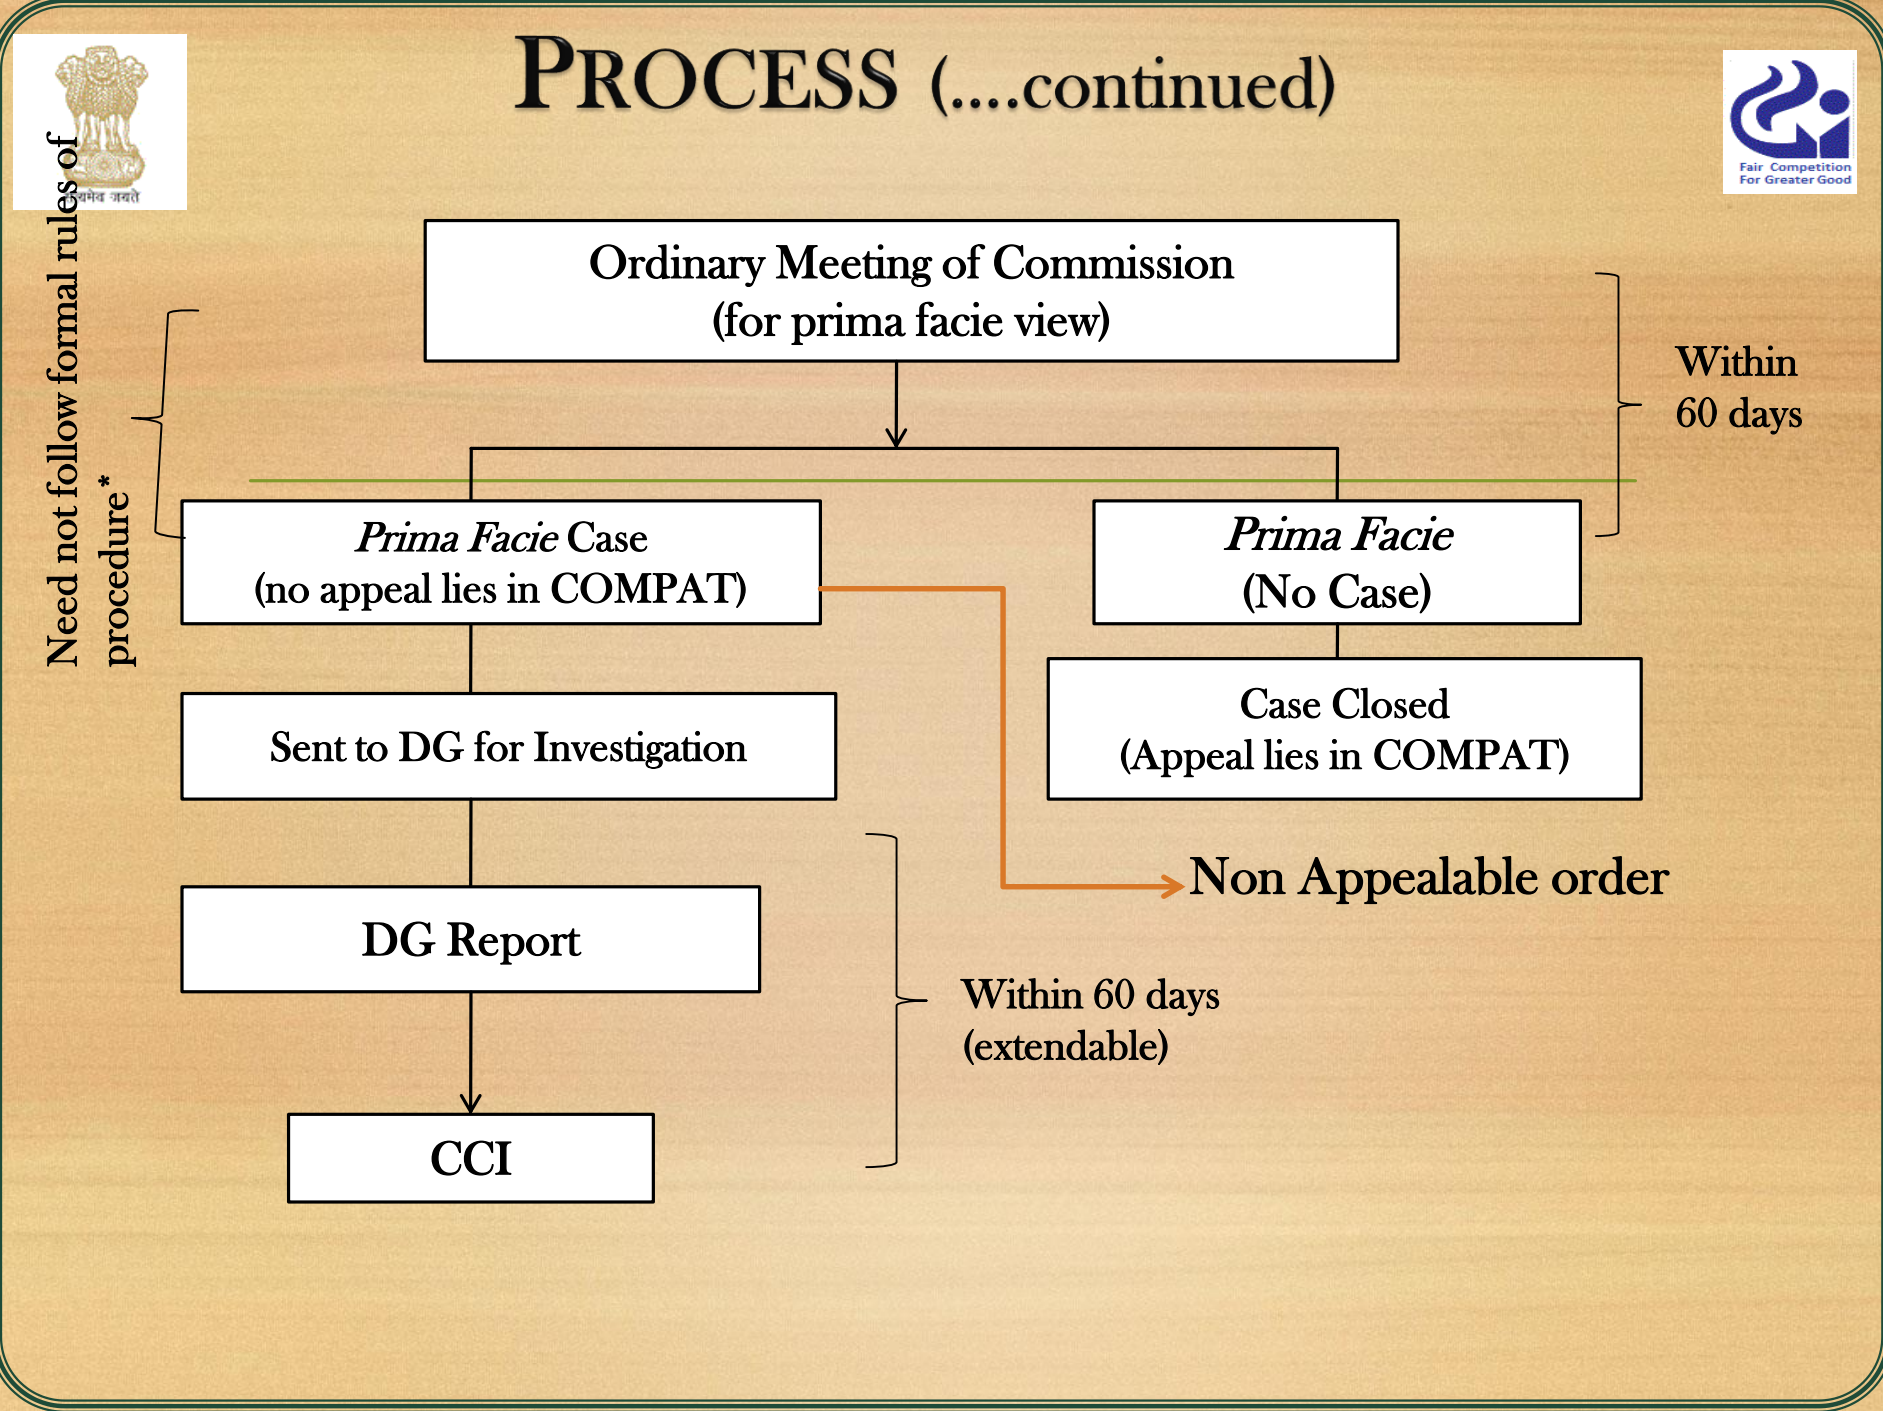 PROCESS (....continued)
सत्यमेव जयते
Fair Competition
For Greater Good
Need not follow formal rules of
procedure*
Ordinary Meeting of Commission
(for prima facie view)
Within
60 days
Prima Facie Case
(no appeal lies in COMPAT)
Prima Facie
(No Case)
Sent to DG for Investigation
Case Closed
(Appeal lies in COMPAT)
Non Appealable order
DG Report
Within 60 days
(extendable)
CCI